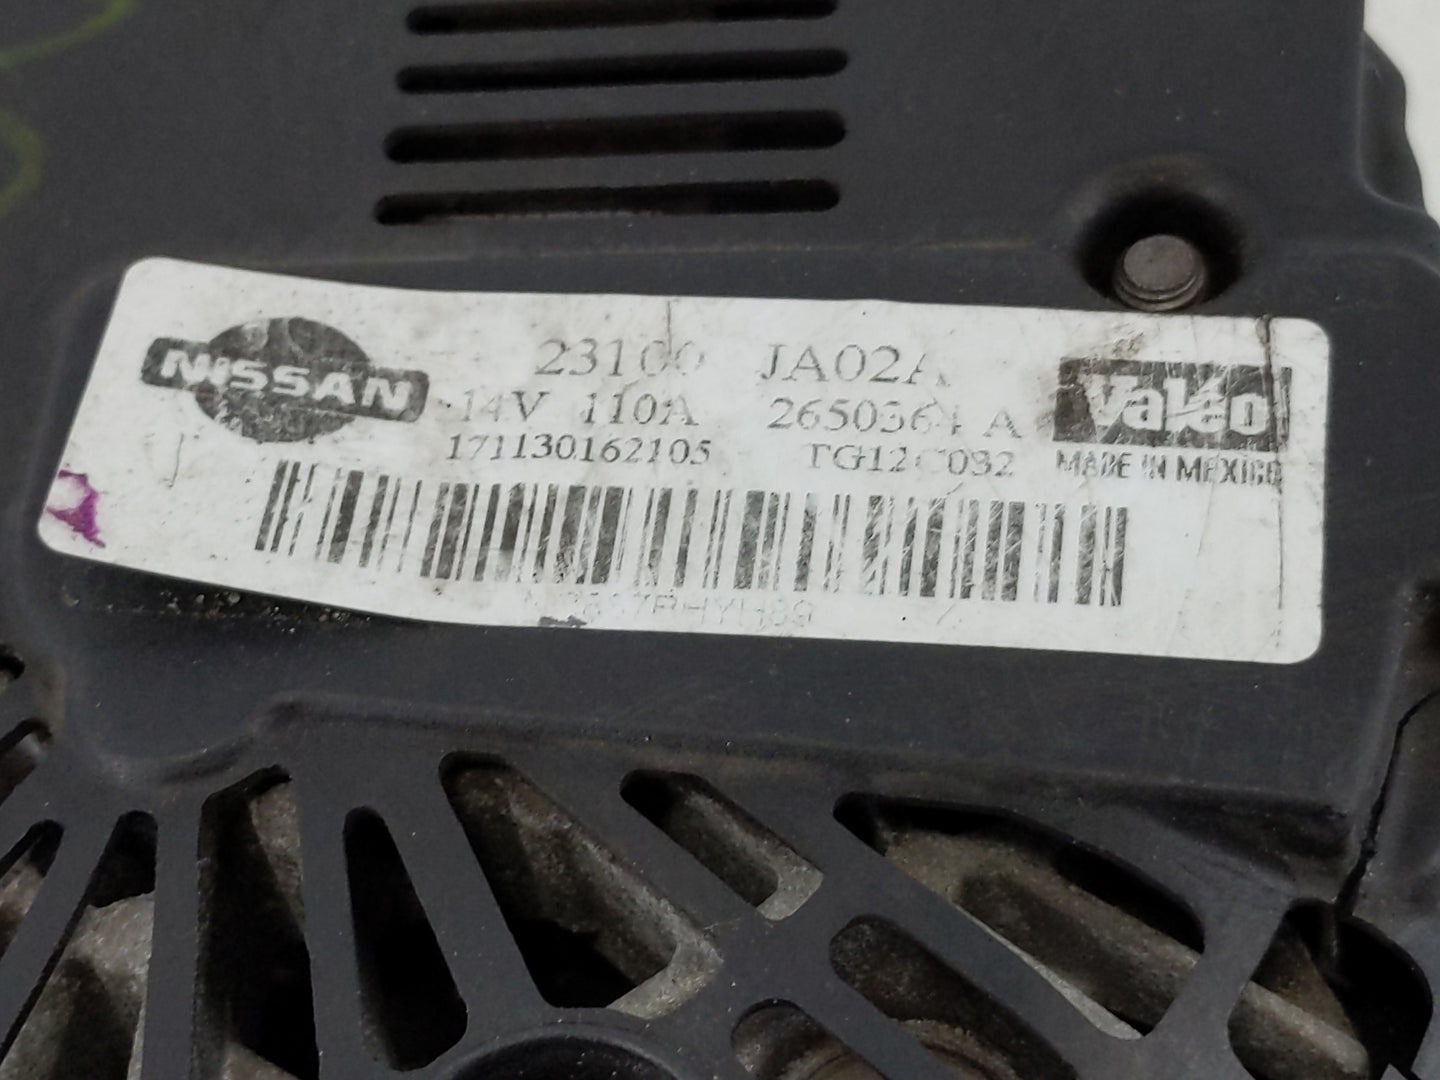 NISSAN
23100 JA02A
14V 110A 2650364 A
171130162105 TG12C032
Valeo
MADE IN MEXICO